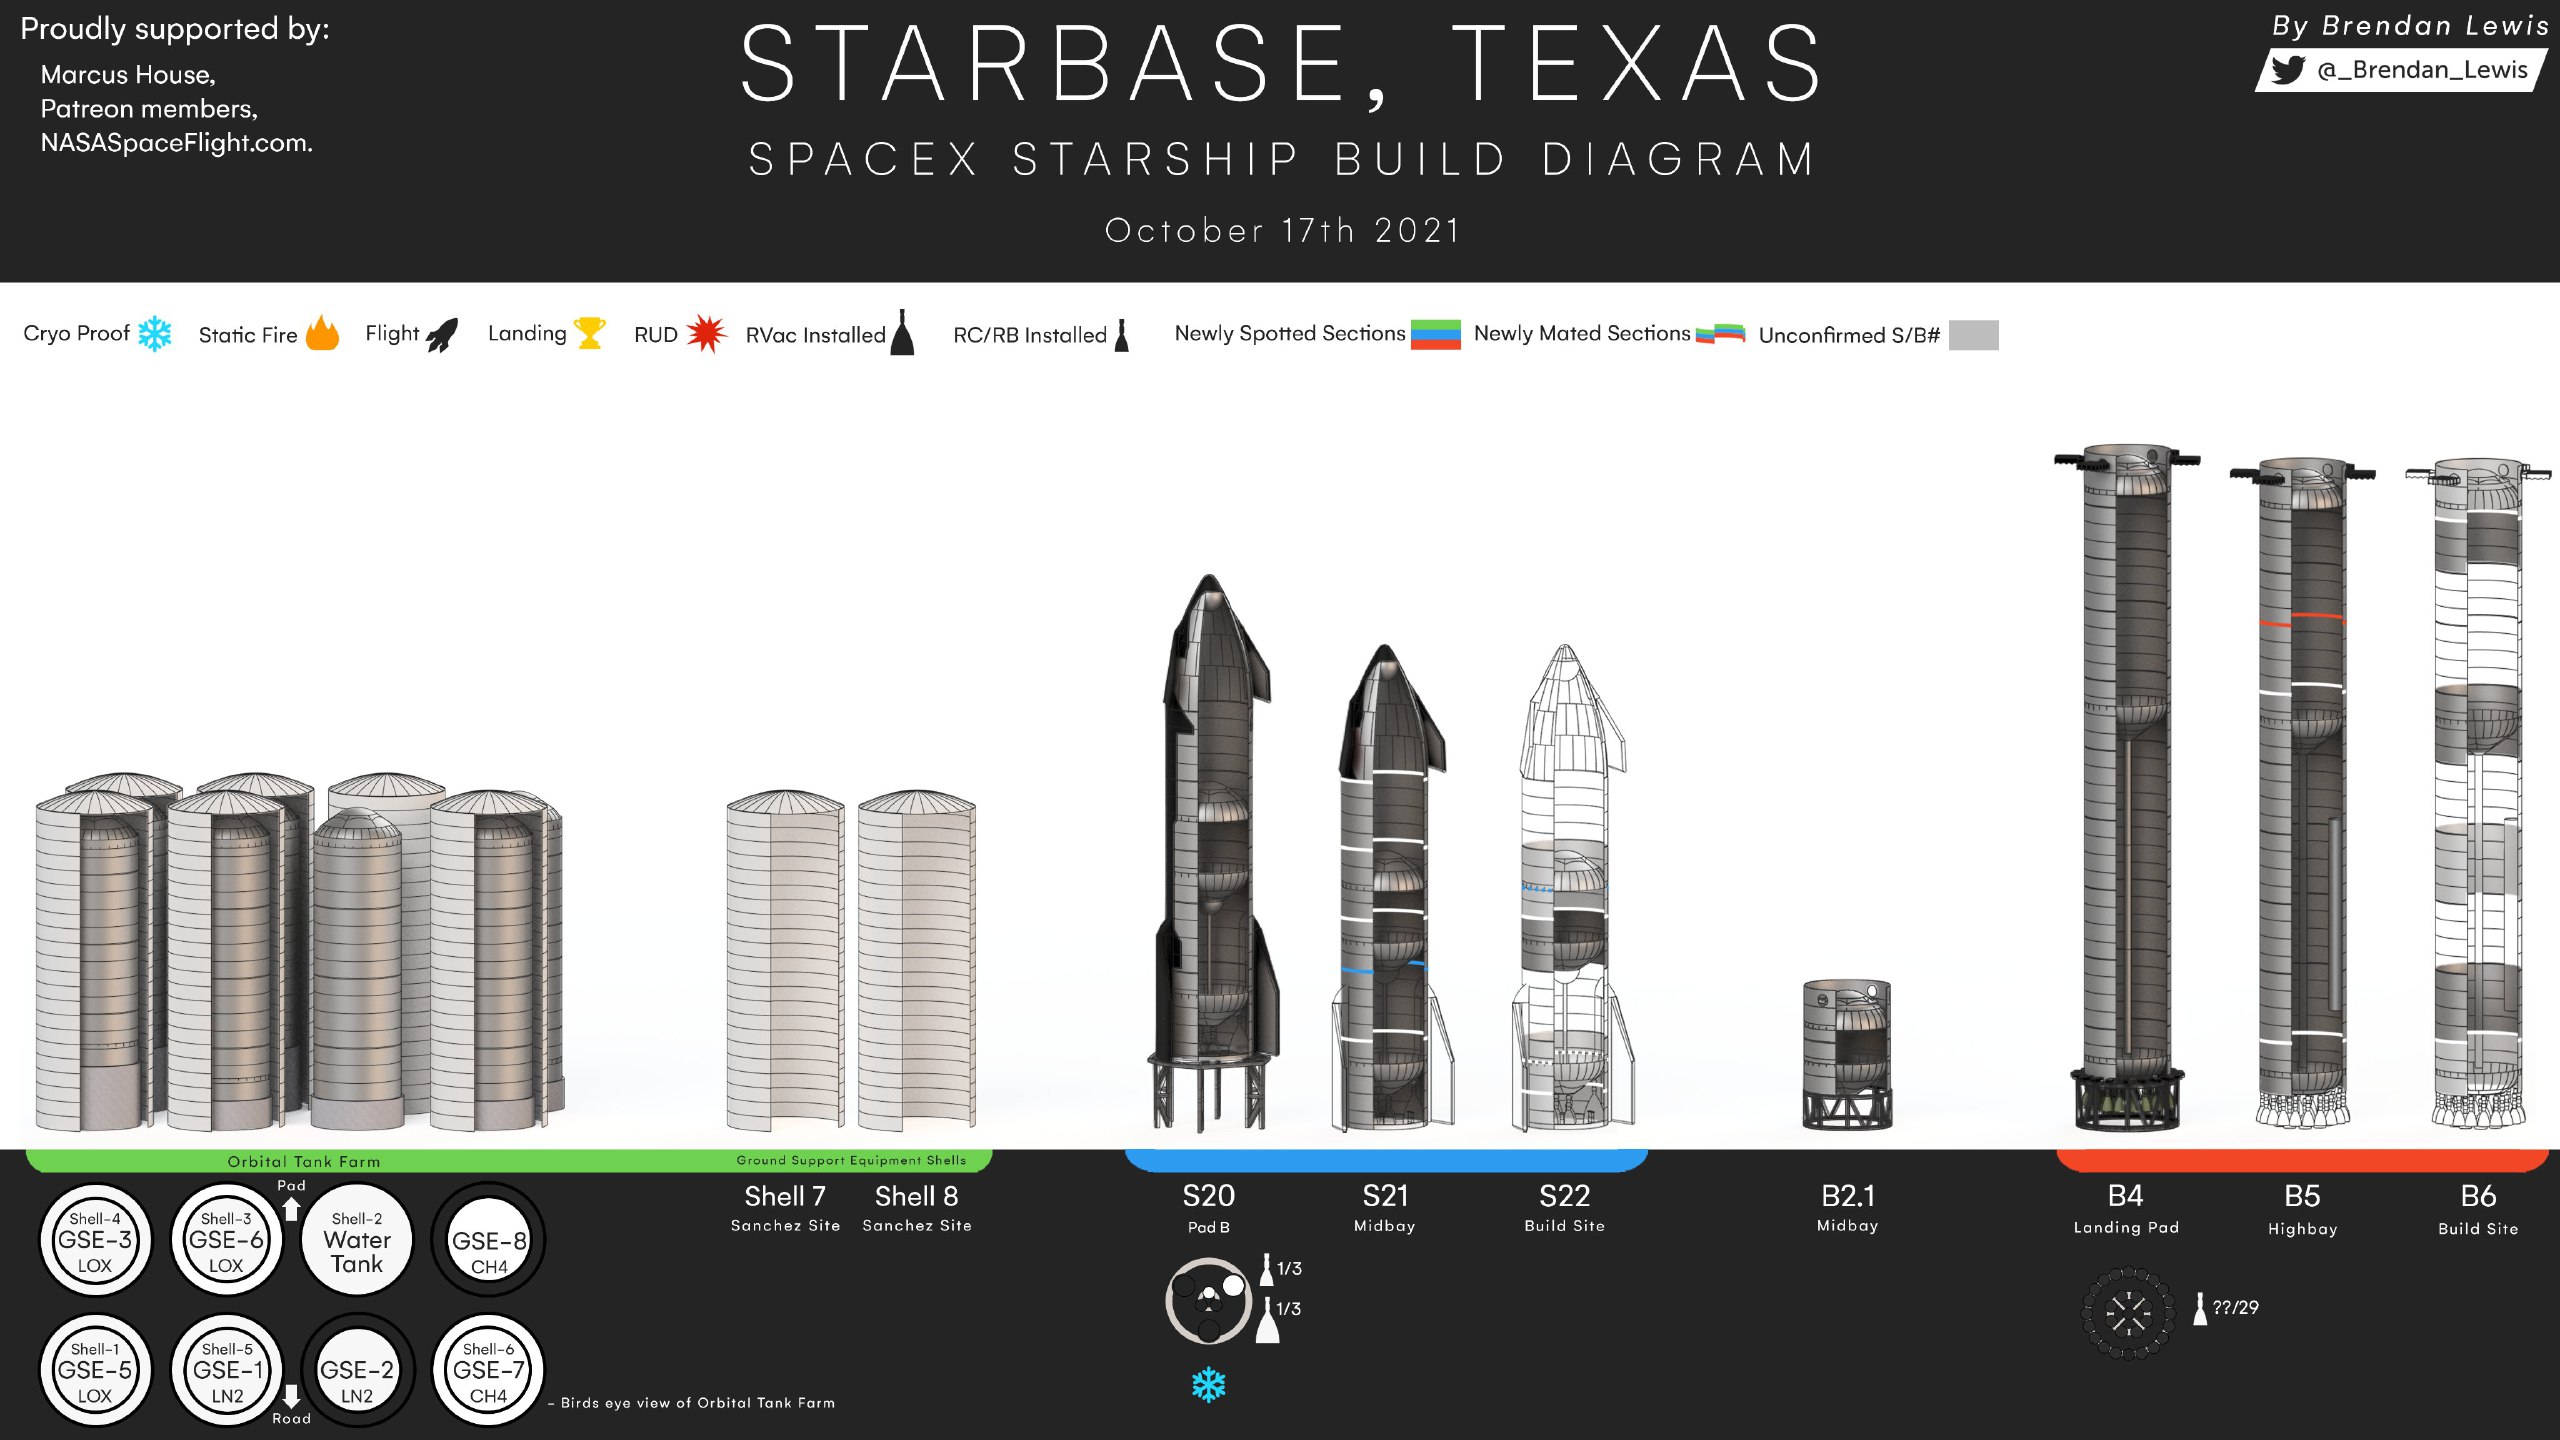 Proudly supported by:
Marcus House,
Patreon members,
NASASpaceFlight.com.
STARBASE, TEXAS
SPACEX STARSHIP BUILD DIAGRAM
October 17th 2021
By Brendan Lewis
@_Brendan_Lewis
Cryo Proof
Static Fire
Flight
Landing
RUD
RVac Installed
RC/RB Installed
Newly Spotted Sections
Newly Mated Sections
Unconfirmed S/B#
Orbital Tank Farm
Ground Support Equipment Shells
Pad
Shell-4
GSE-3
LOX
Shell-3
GSE-6
LOX
Shell-2
Water
Tank
GSE-8
CH4
Shell-1
GSE-5
LOX
Shell-5
GSE-1
LN2
GSE-2
LN2
Shell-6
GSE-7
CH4
Road
- Birds eye view of Orbital Tank Farm
Shell 7
Sanchez Site
Shell 8
Sanchez Site
S20
Pad B
1/3
1/3
S21
Midbay
S22
Build Site
B2.1
Midbay
B4
Landing Pad
??/29
B5
Highbay
B6
Build Site